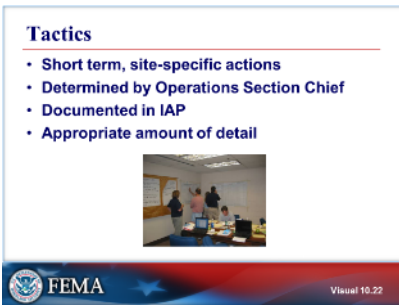 Tactics
• Short term, site-specific actions
• Determined by Operations Section Chief
• Documented in IAP
• Appropriate amount of detail
FEMA
Visual 10.22